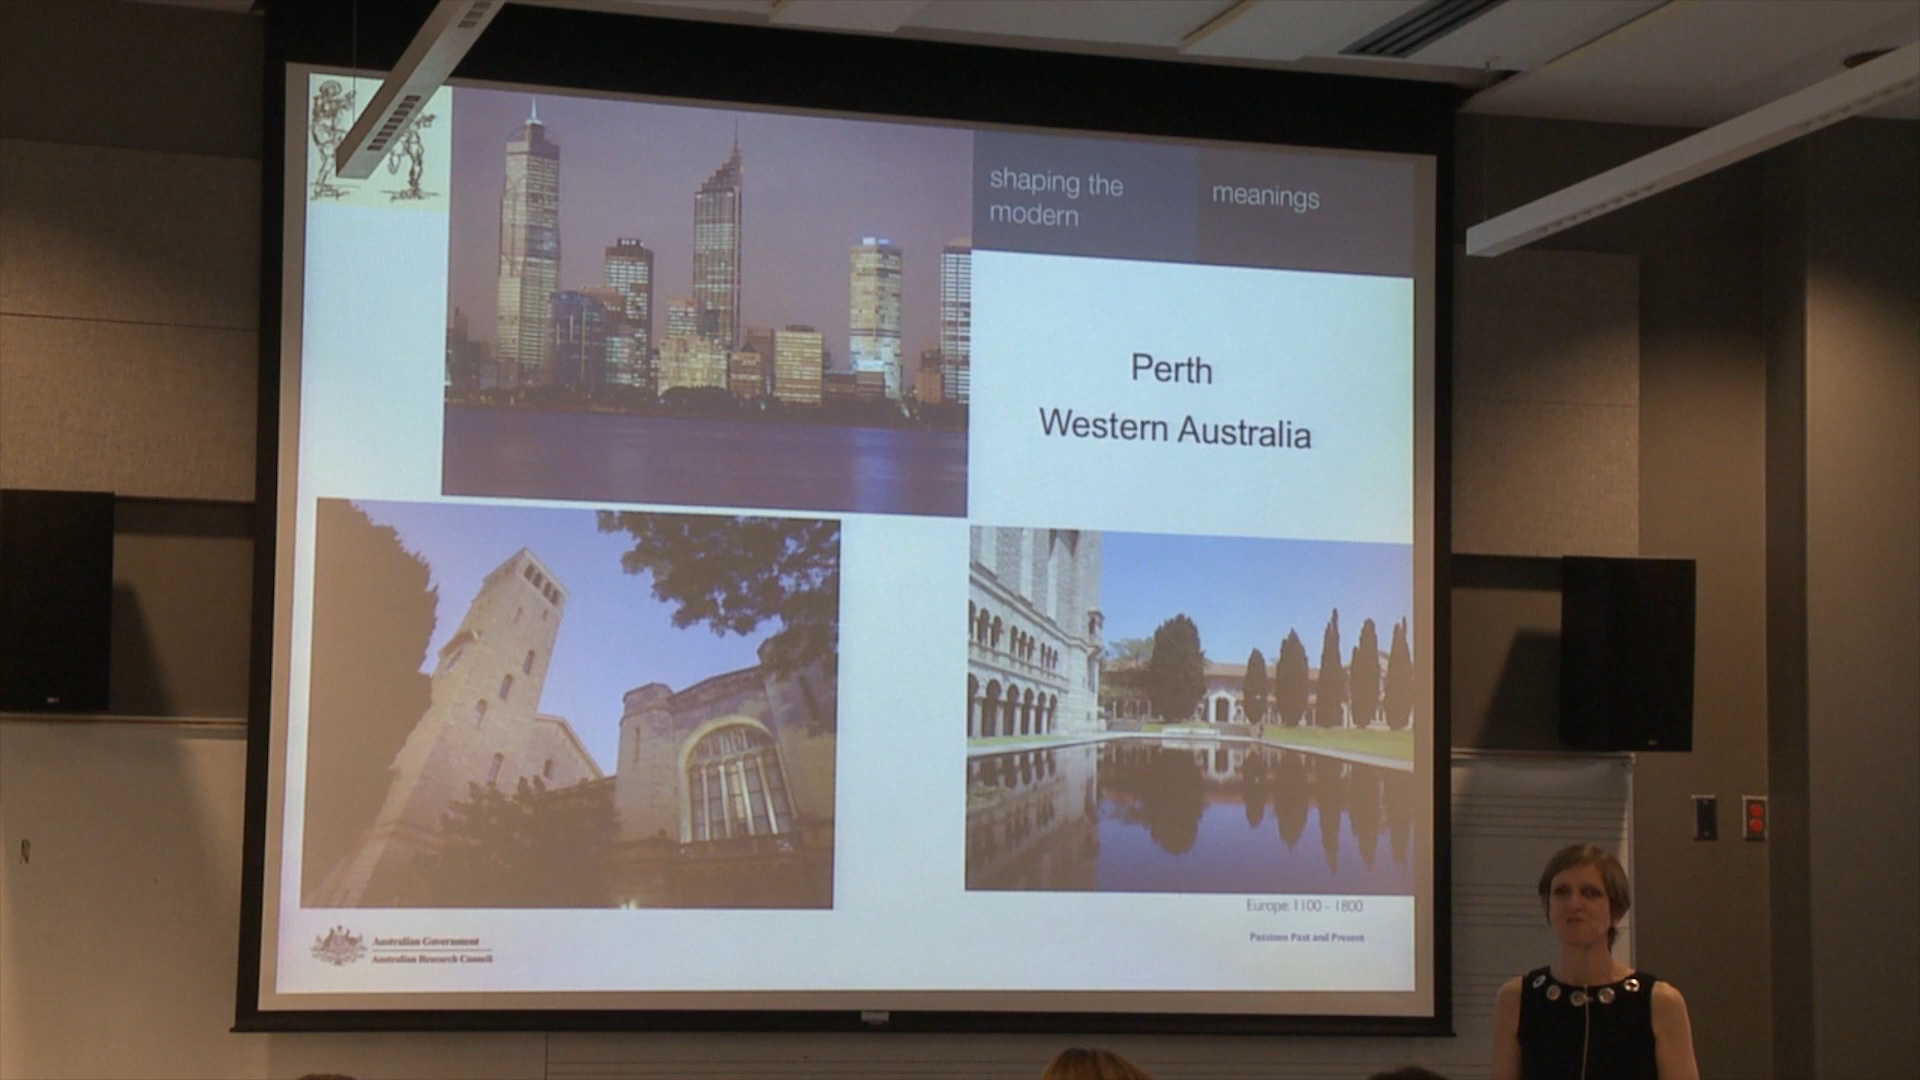 shaping the
modern
meanings
Perth
Western Australia
Europe 1100 - 1800
Passions Past and Present
Australian Government
Australian Research Council